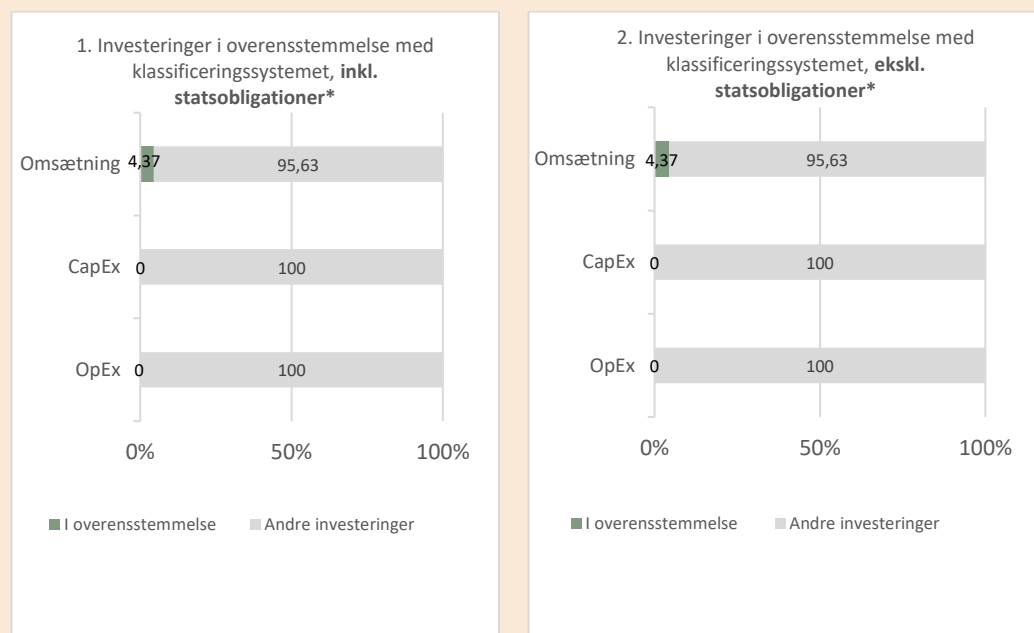 1. Investeringer i overensstemmelse med
klassificeringssystemet, inkl.
statsobligationer*
Omsætning 4,37 95,63
CapEx 0 100
OpEx 0 100
0% 50% 100%
I overensstemmelse Andre investeringer
2. Investeringer i overensstemmelse med
klassificeringssystemet, ekskl.
statsobligationer*
Omsætning 4,37 95,63
CapEx 0 100
OpEx 0 100
0% 50% 100%
I overensstemmelse Andre investeringer